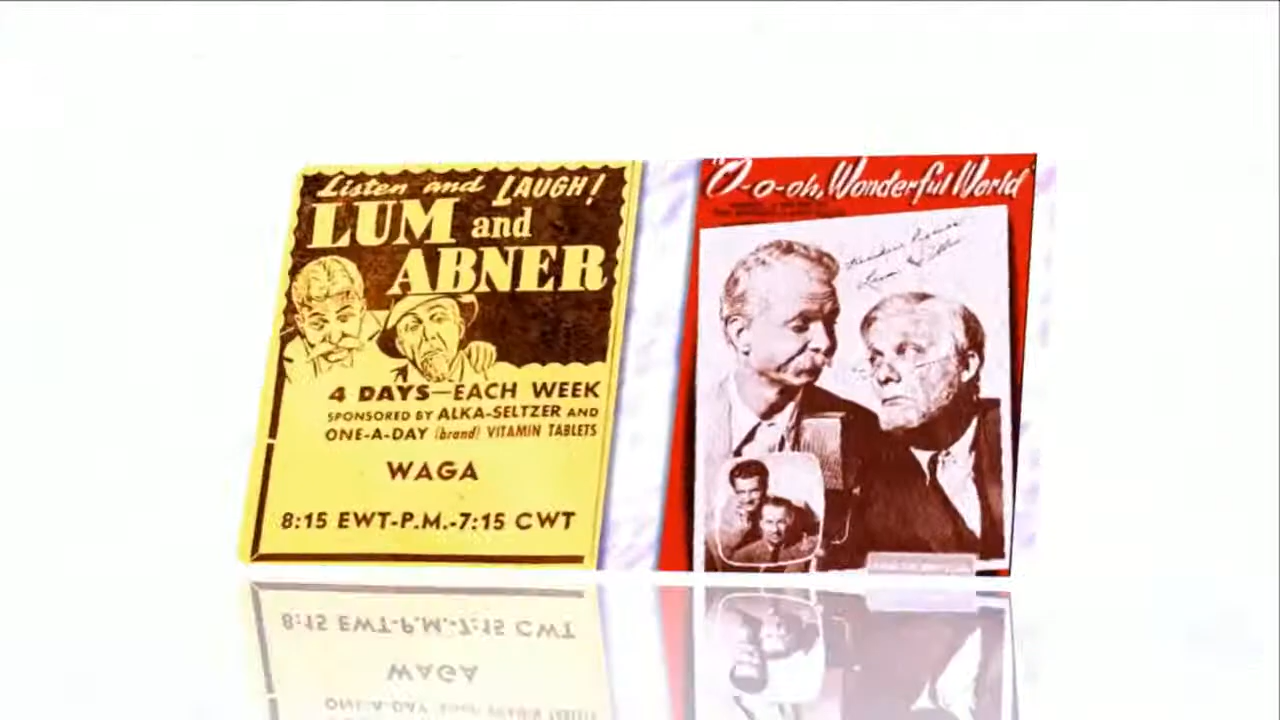 Listen and LAUGH!
LUM and
ABNER
4 DAYS—EACH WEEK
SPONSORED BY ALKA-SELTZER AND
ONE-A-DAY (brand) VITAMIN TABLETS
WAGA
8:15 EWT-P.M.-7:15 CWT
"O-o-oh, Wonderful World